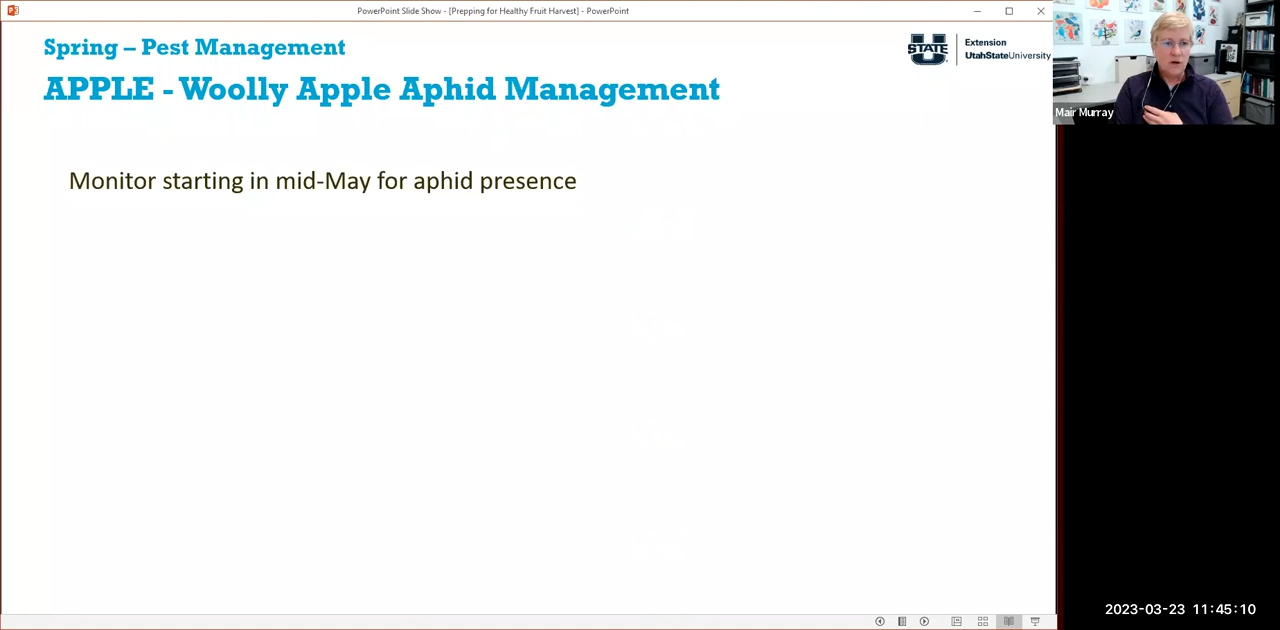 PowerPoint Slide Show - [Prepping for Healthy Fruit Harvest] - PowerPoint
Spring – Pest Management
APPLE - Woolly Apple Aphid Management
U STATE
Extension
UtahStateUniversity
Mair Murray
Monitor starting in mid-May for aphid presence
2023-03-23 11:45:10